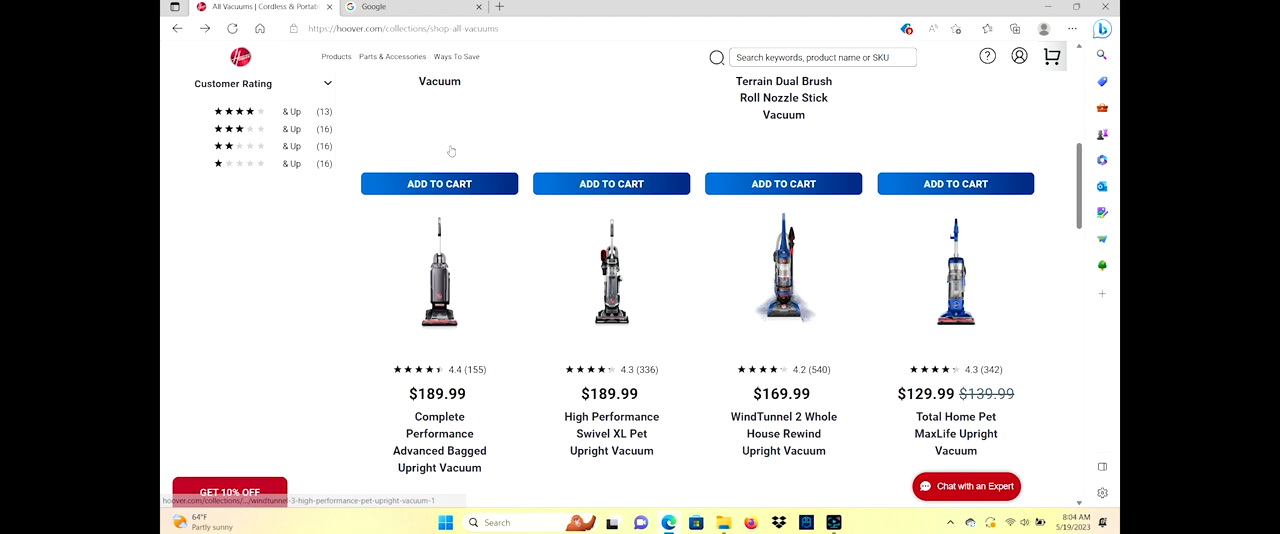 All Vacuums | Cordless & Portabl
Google
https://hoover.com/collections/shop-all-vacuums
HOOVER
Products
Parts & Accessories
Ways To Save
Search keywords, product name or SKU
Customer Rating
& Up (13)
& Up (16)
& Up (16)
& Up (16)
Vacuum
Terrain Dual Brush
Roll Nozzle Stick
Vacuum
ADD TO CART
ADD TO CART
ADD TO CART
ADD TO CART
4.4 (155)
$189.99
Complete
Performance
Advanced Bagged
Upright Vacuum
4.3 (336)
$189.99
High Performance
Swivel XL Pet
Upright Vacuum
4.2 (540)
$169.99
WindTunnel 2 Whole
House Rewind
Upright Vacuum
4.3 (342)
$129.99 $139.99
Total Home Pet
MaxLife Upright
Vacuum
GET 10% OFF
Chat with an Expert
hoover.com/collections/.../windtunnel-3-high-performance-pet-upright-vacuum-1
64°F
Partly sunny
Search
8:04 AM
5/19/2023